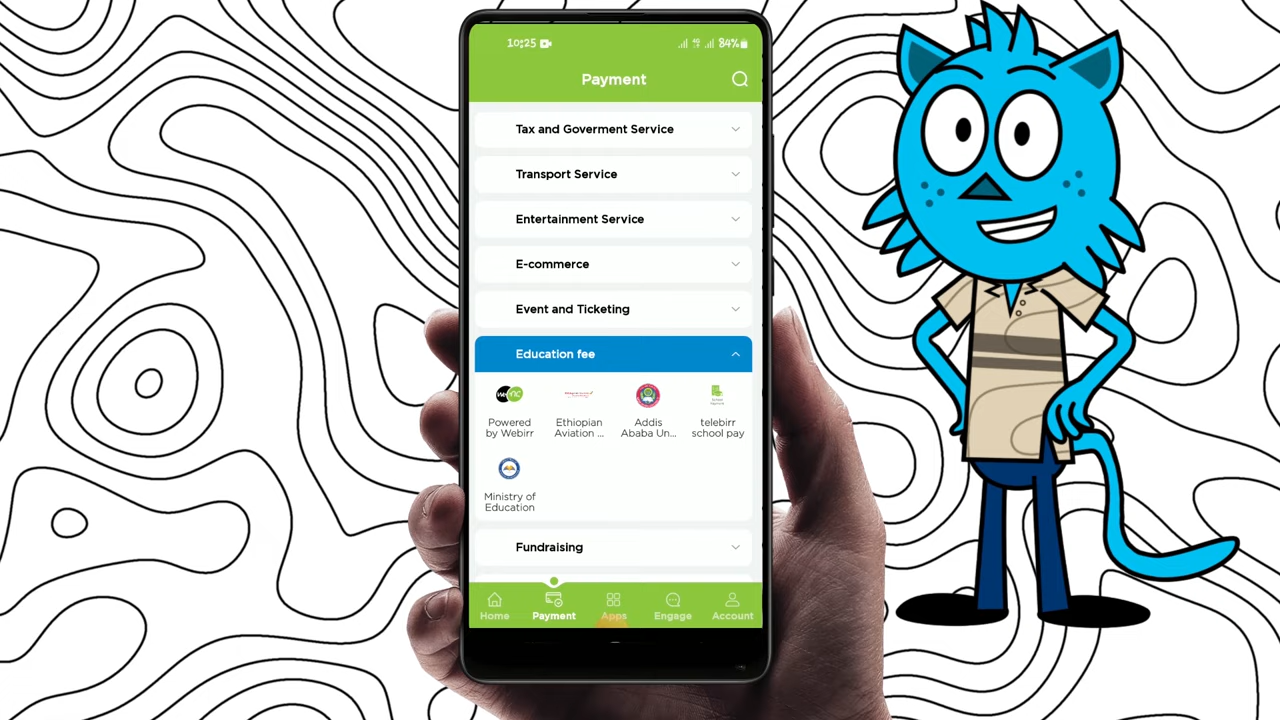 10:25
4G
84%
Payment
Tax and Goverment Service
Transport Service
Entertainment Service
E-commerce
Event and Ticketing
Education fee
Powered
by Webirr
Ethiopian
Aviation ...
Addis
Ababa Un...
telebirr
school pay
Ministry of
Education
Fundraising
Home
Payment
Apps
Engage
Account